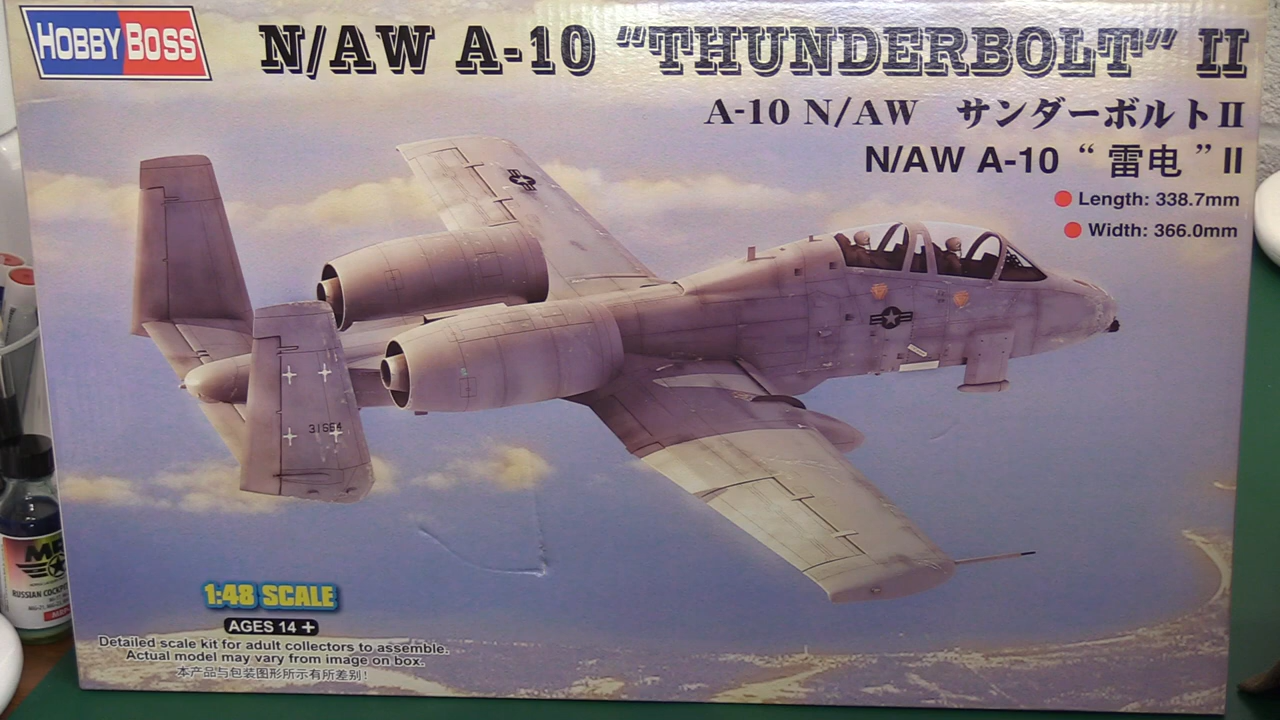 HOBBY BOSS
N/AW A-10 “THUNDERBOLT” II
A-10 N/AW サンダーボルトII
N/AW A-10 “雷电”II
Length: 338.7mm
Width: 366.0mm
31664
1:48 SCALE
AGES 14+
Detailed scale kit for adult collectors to assemble.
Actual model may vary from image on box.
本产品与包装图形所示有所差别!
RUSSIAN COCKP